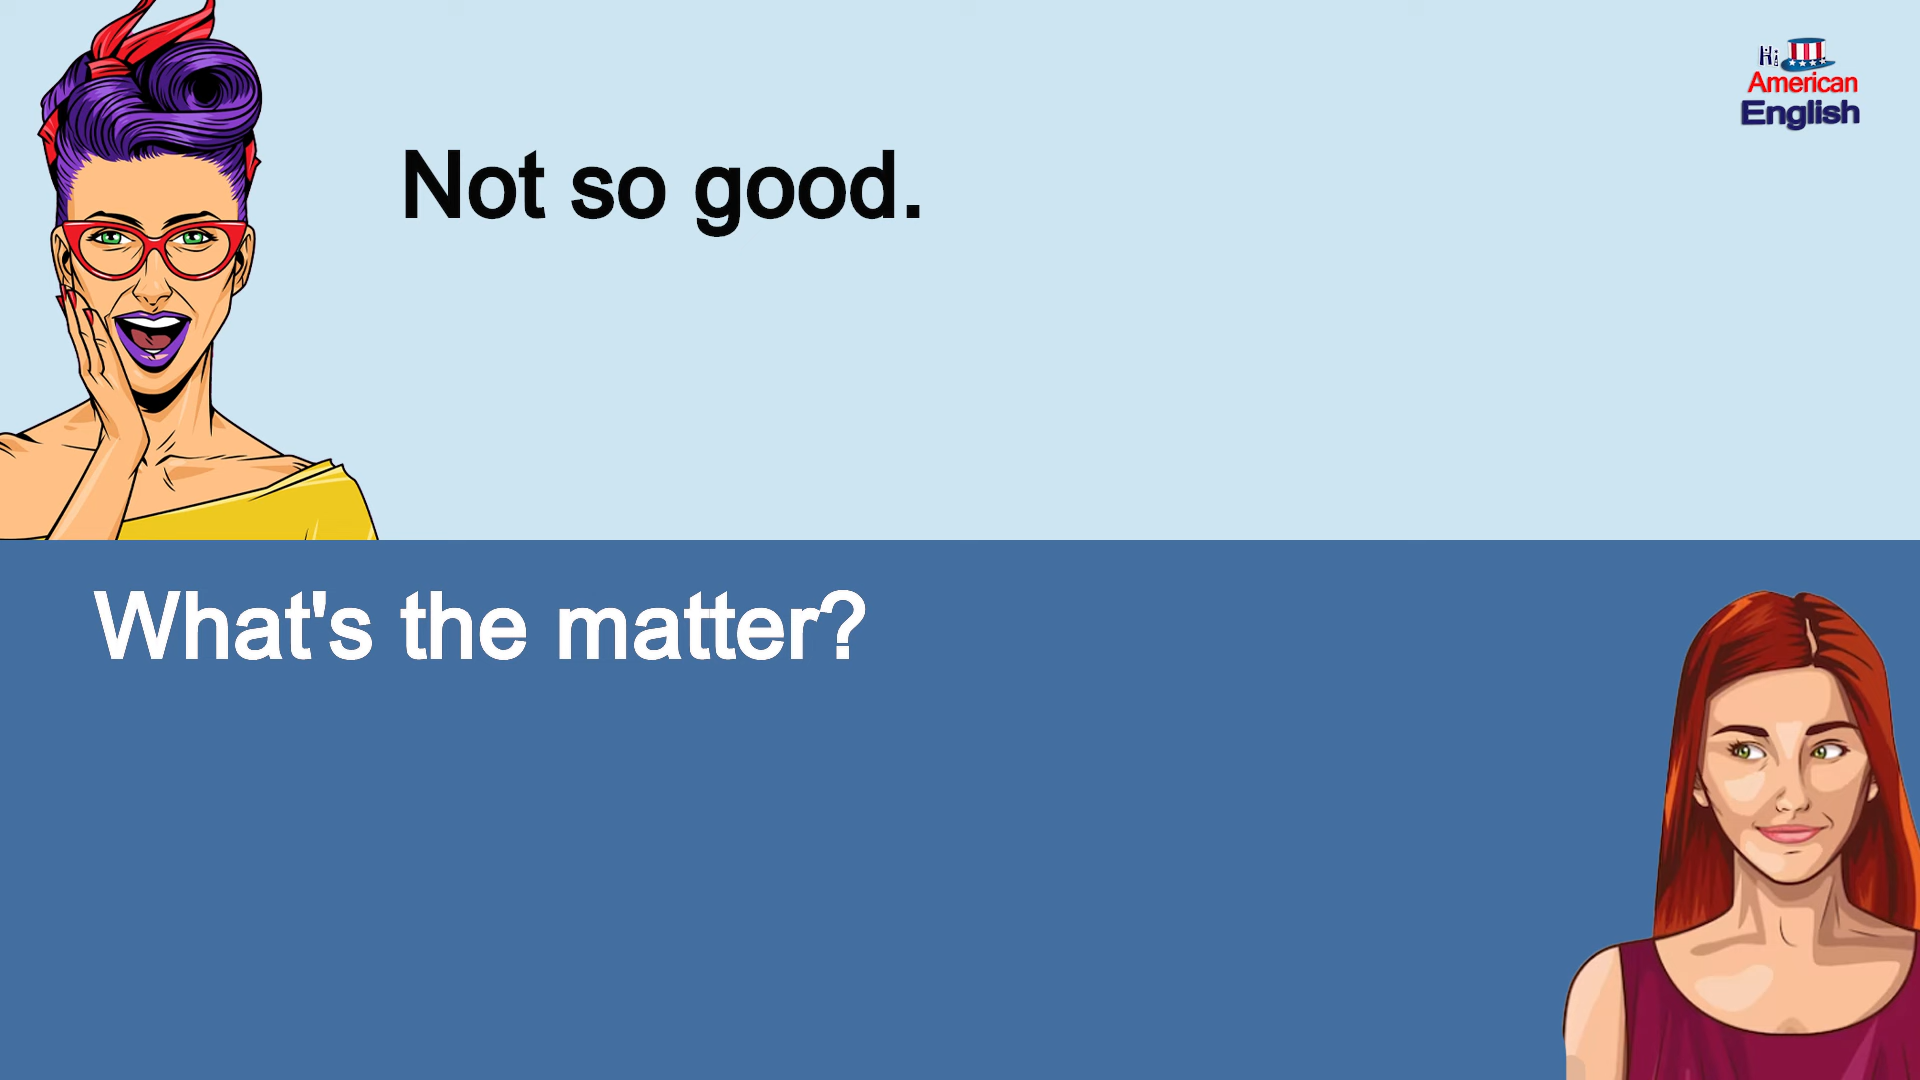 Hi
American
English
Not so good.
What's the matter?